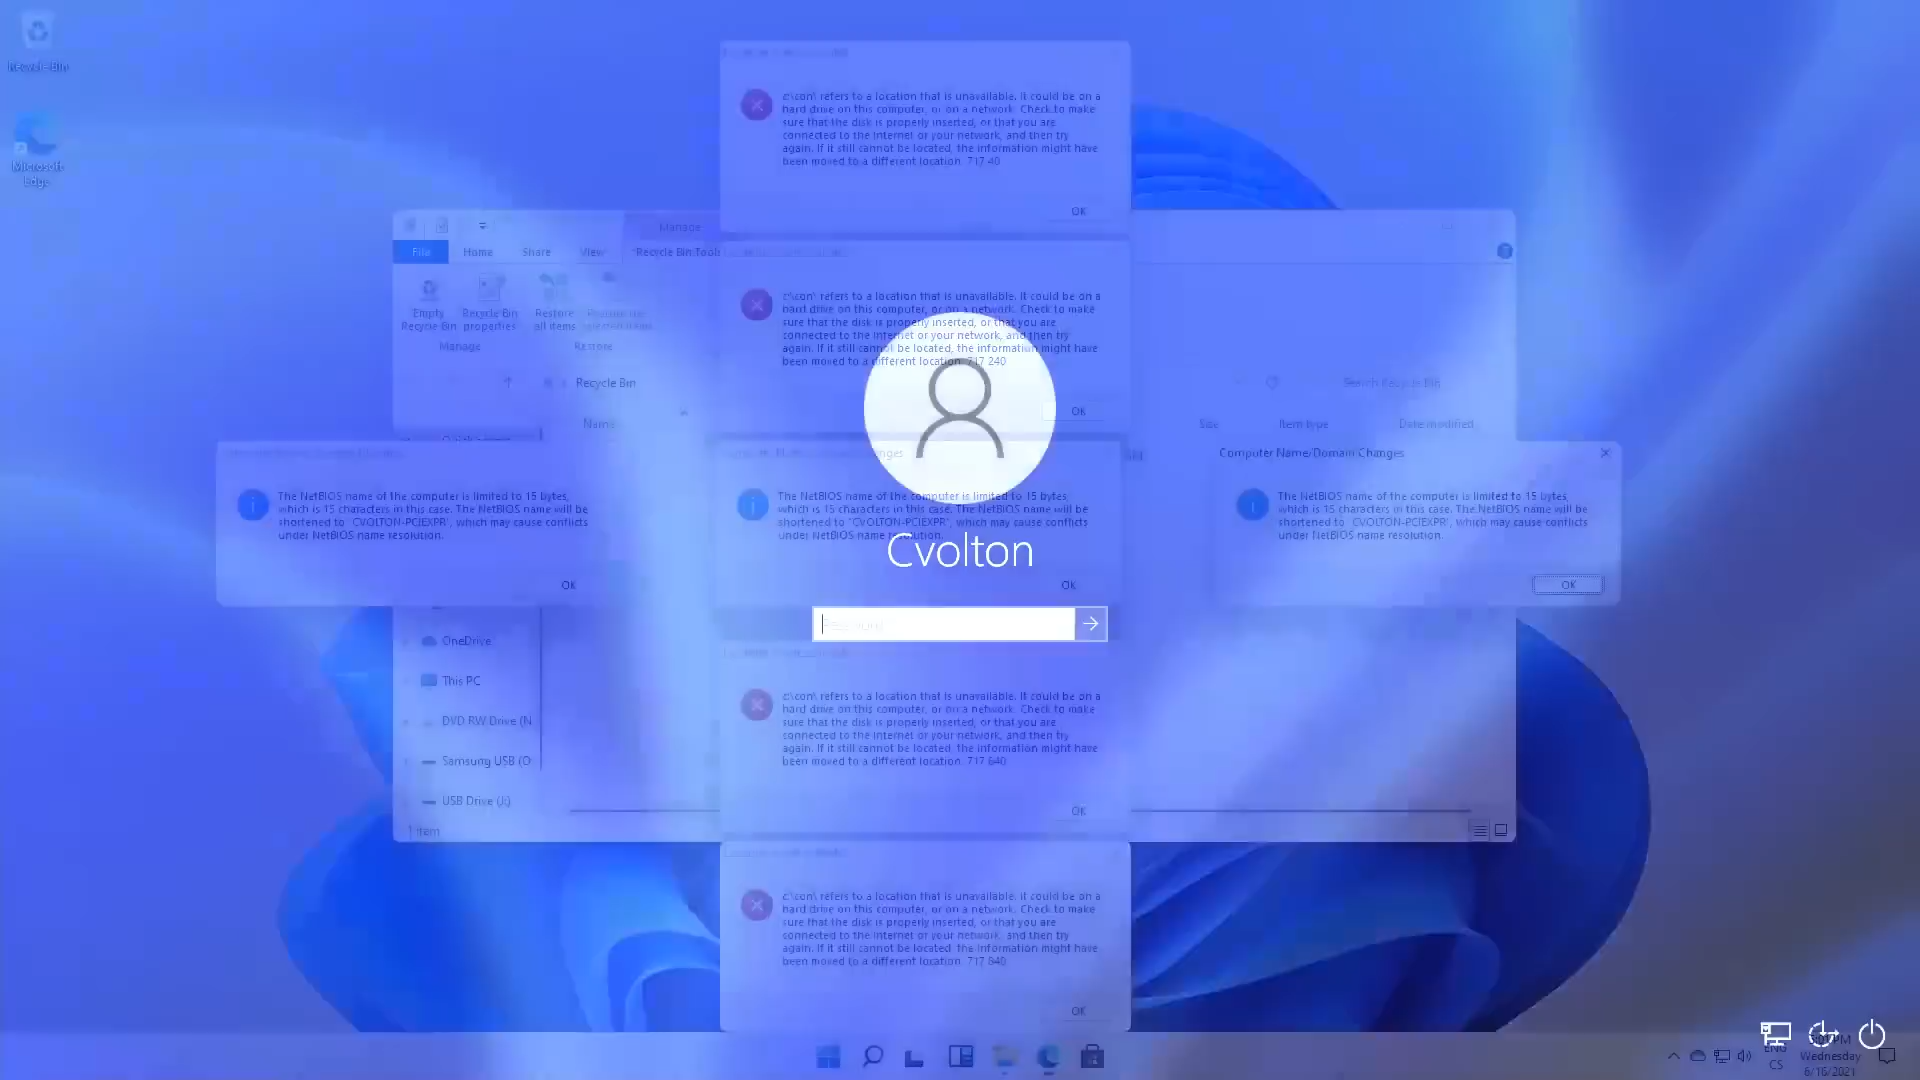 Recycle Bin
Microsoft
Edge
c:\con\ refers to a location that is unavailable. It could be on a
hard drive on this computer, or on a network. Check to make
sure that the disk is properly inserted, or that you are
connected to the Internet or your network, and then try
again. If it still cannot be located, the information might have
been moved to a different location. 717 40
OK
Manage
File
Home
Share
View
Recycle Bin Tools
Empty
Recycle Bin
Recycle Bin
properties
Restore
all items
Manage
Restore
Recycle Bin
Search Recycle Bin
Name
Size
Item type
Date modified
c:\con\ refers to a location that is unavailable. It could be on a
hard drive on this computer, or on a network. Check to make
sure that the disk is properly inserted, or that you are
connected to the Internet or your network, and then try
again. If it still cannot be located, the information might have
been moved to a different location. 717 240
OK
The NetBIOS name of the computer is limited to 15 bytes,
which is 15 characters in this case. The NetBIOS name will be
shortened to "CVOLTON-PCIEXPR", which may cause conflicts
under NetBIOS name resolution.
OK
The NetBIOS name of the computer is limited to 15 bytes,
which is 15 characters in this case. The NetBIOS name will be
shortened to "CVOLTON-PCIEXPR", which may cause conflicts
under NetBIOS name resolution.
OK
Computer Name/Domain Changes
The NetBIOS name of the computer is limited to 15 bytes,
which is 15 characters in this case. The NetBIOS name will be
shortened to "CVOLTON-PCIEXPR", which may cause conflicts
under NetBIOS name resolution.
OK
Cvolton
Password
OneDrive
This PC
DVD RW Drive (N
Samsung USB (O
USB Drive (J:)
1 item
c:\con\ refers to a location that is unavailable. It could be on a
hard drive on this computer, or on a network. Check to make
sure that the disk is properly inserted, or that you are
connected to the Internet or your network, and then try
again. If it still cannot be located, the information might have
been moved to a different location. 717 640
OK
c:\con\ refers to a location that is unavailable. It could be on a
hard drive on this computer, or on a network. Check to make
sure that the disk is properly inserted, or that you are
connected to the Internet or your network, and then try
again. If it still cannot be located, the information might have
been moved to a different location. 717 840
OK
ENG
CS
Wednesday
6/16/2021